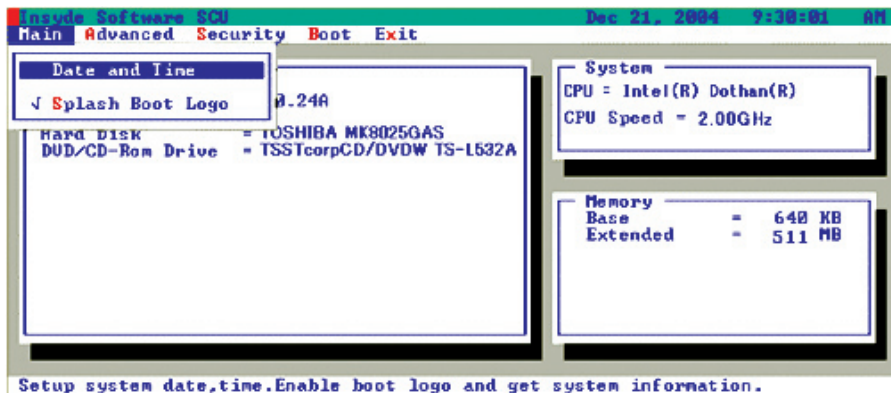 Insyde Software SCU Dec 21, 2004 9:30:01 AM
Main Advanced Security Boot Exit
Date and Time
√ Splash Boot Logo
0.24A
Hard Disk = TOSHIBA MK8025GAS
DVD/CD-Rom Drive = TSSTcorpCD/DVDW TS-L532A
System
CPU = Intel(R) Dothan(R)
CPU Speed = 2.00GHz
Memory
Base = 640 KB
Extended = 511 MB
Setup system date,time.Enable boot logo and get system information.